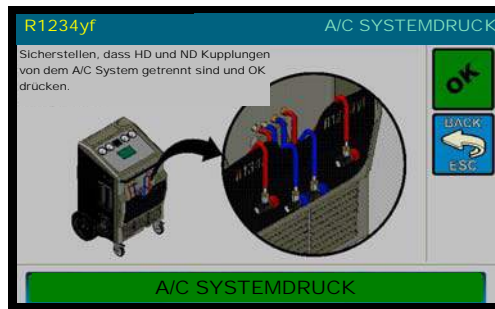 R1234yf
A/C SYSTEMDRUCK
Sicherstellen, dass HD und ND Kupplungen
von dem A/C System getrennt sind und OK
drücken.
OK
BACK
ESC
A/C SYSTEMDRUCK